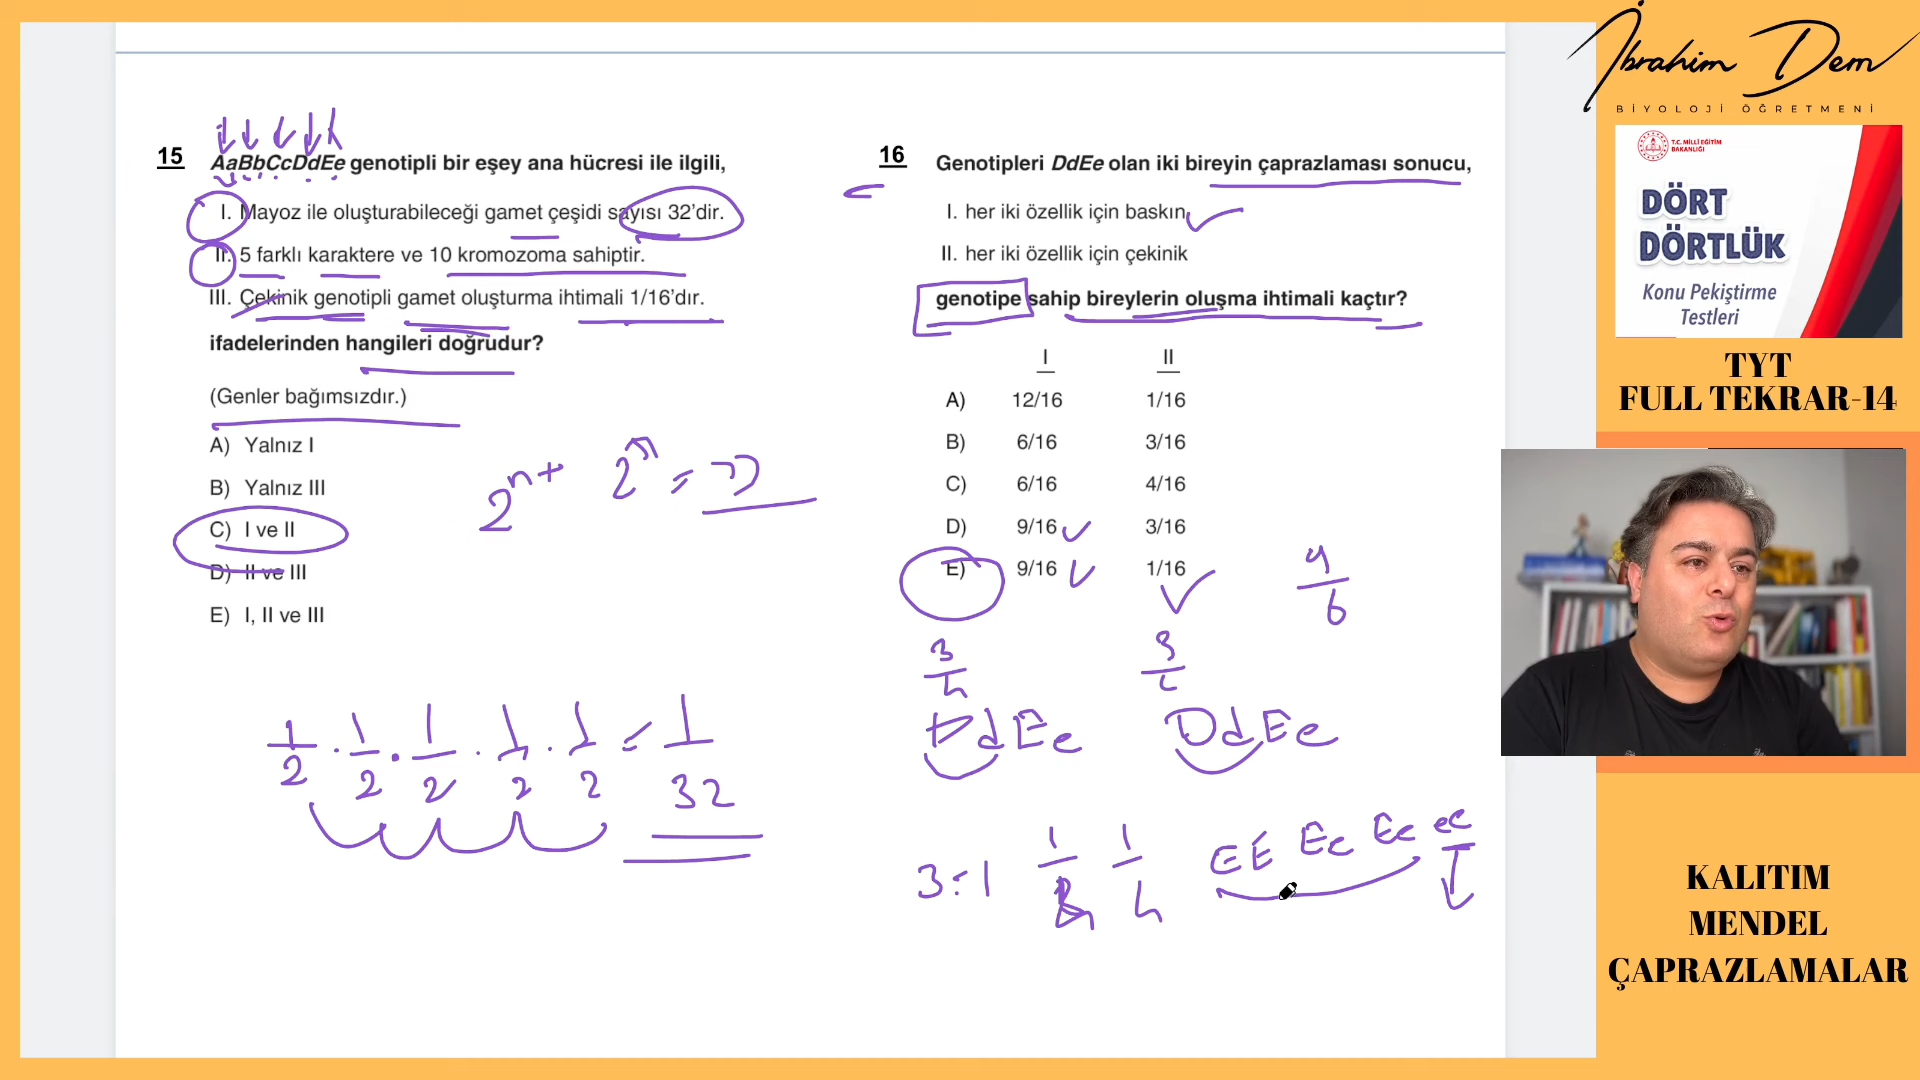 15
AaBbCcDdEe genotipli bir eşey ana hücresi ile ilgili,
I. Mayoz ile oluşturabileceği gamet çeşidi sayısı 32'dir.
II. 5 farklı karaktere ve 10 kromozoma sahiptir.
III. Çekinik genotipli gamet oluşturma ihtimali 1/16'dır.
ifadelerinden hangileri doğrudur?
(Genler bağımsızdır.)
A) Yalnız I
B) Yalnız III
C) I ve II
D) II ve III
E) I, II ve III
2^n
1/2 · 1/2 · 1/2 · 1/2 · 1/2 = 1/32
16
Genotipleri DdEe olan iki bireyin çaprazlaması sonucu,
I. her iki özellik için baskın
II. her iki özellik için çekinik
genotipe sahip bireylerin oluşma ihtimali kaçtır?
I II
A) 12/16 1/16
B) 6/16 3/16
C) 6/16 4/16
D) 9/16 3/16
E) 9/16 1/16
DdEe DdEe
3:1
EE Ee Ee ee
İbrahim Dem
BİYOLOJİ ÖĞRETMENİ
T.C. MİLLÎ EĞİTİM
BAKANLIĞI
DÖRT
DÖRTLÜK
Konu Pekiştirme
Testleri
TYT
FULL TEKRAR-14
KALITIM
MENDEL
ÇAPRAZLAMALAR